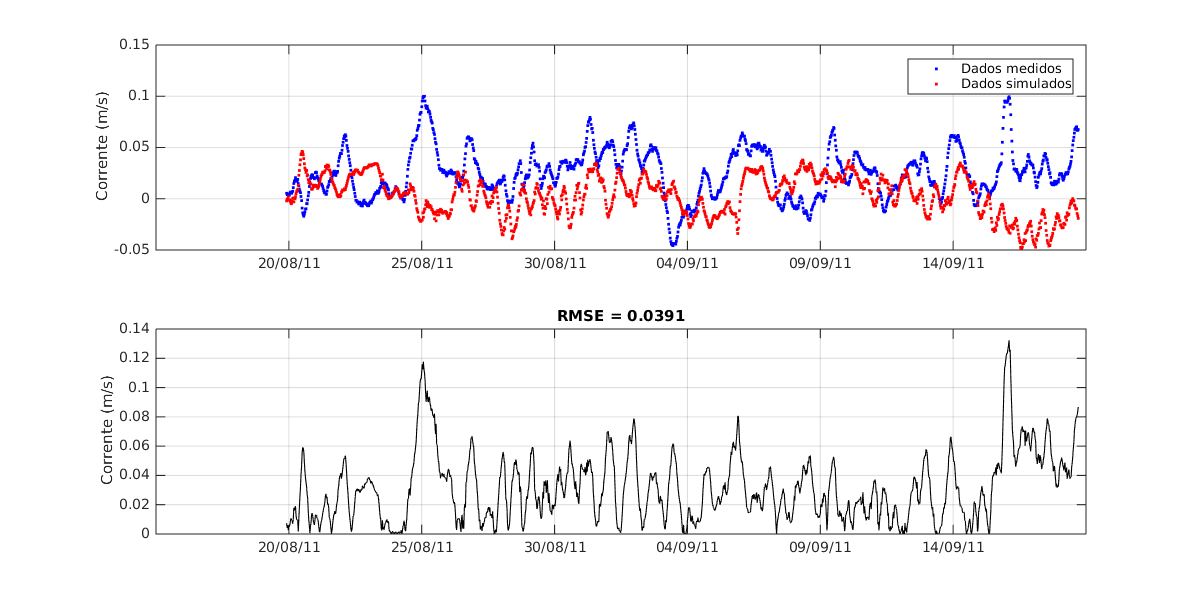 0.15
0.1
0.05
0
-0.05
Corrente (m/s)
Dados medidos
Dados simulados
20/08/11 25/08/11 30/08/11 04/09/11 09/09/11 14/09/11
RMSE = 0.0391
0.14
0.12
0.1
0.08
0.06
0.04
0.02
0
Corrente (m/s)
20/08/11 25/08/11 30/08/11 04/09/11 09/09/11 14/09/11